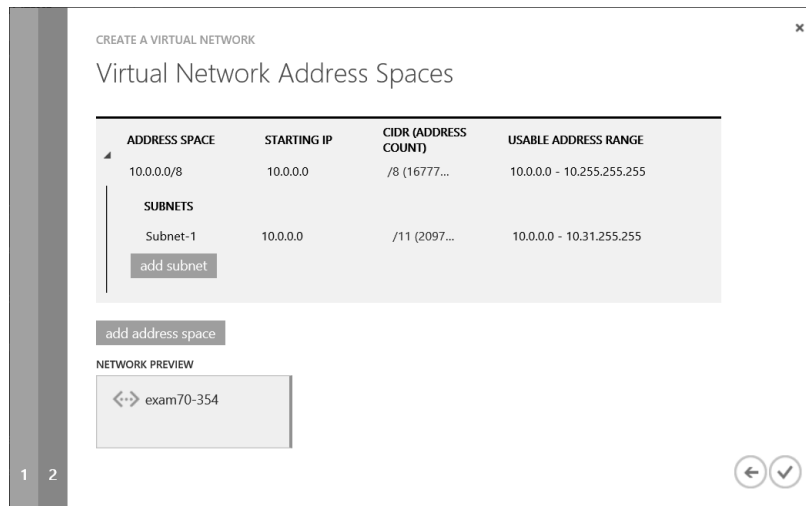 CREATE A VIRTUAL NETWORK
Virtual Network Address Spaces
ADDRESS SPACE STARTING IP CIDR (ADDRESS COUNT) USABLE ADDRESS RANGE
10.0.0.0/8 10.0.0.0 /8 (16777... 10.0.0.0 - 10.255.255.255
SUBNETS
Subnet-1 10.0.0.0 /11 (2097... 10.0.0.0 - 10.31.255.255
add subnet
add address space
NETWORK PREVIEW
exam70-354
1 2